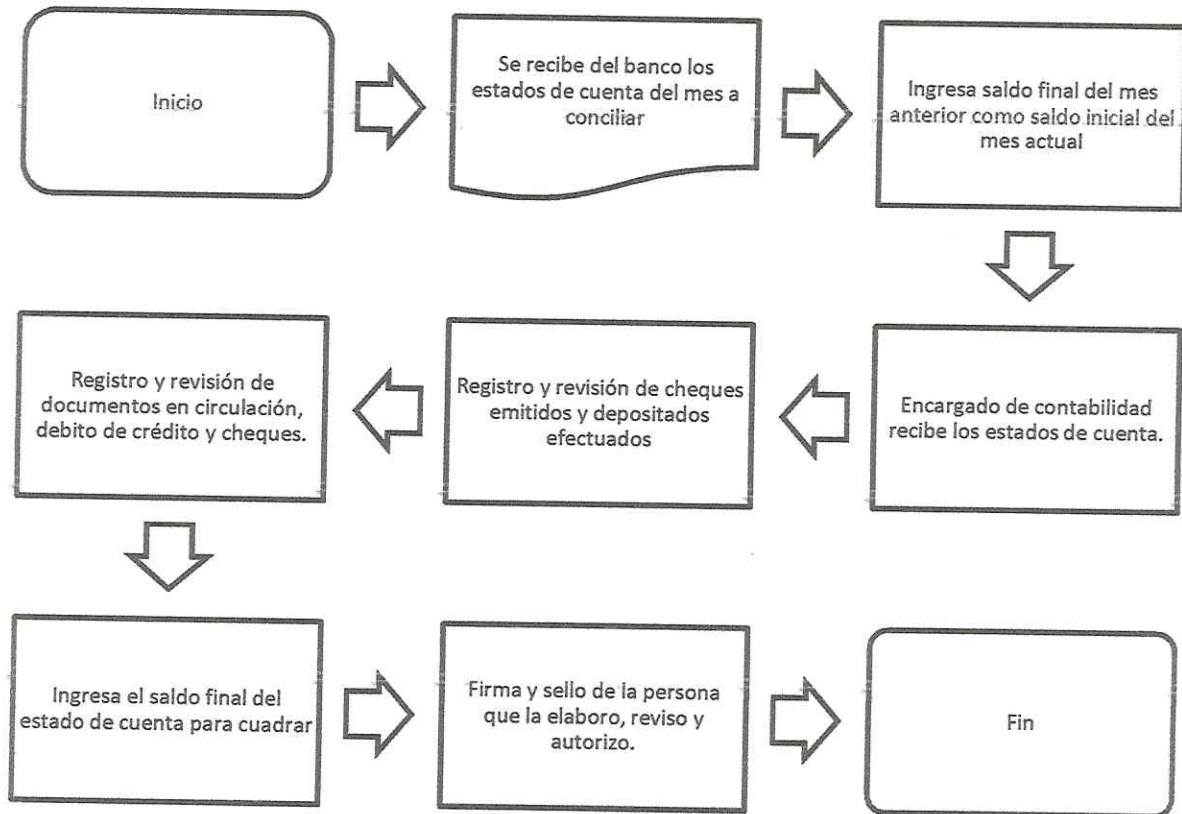 Inicio
Se recibe del banco los
estados de cuenta del mes a
conciliar
Ingresa saldo final del mes
anterior como saldo inicial del
mes actual
Encargado de contabilidad
recibe los estados de cuenta.
Registro y revisión de cheques
emitidos y depositados
efectuados
Registro y revisión de
documentos en circulación,
debito de crédito y cheques.
Ingresa el saldo final del
estado de cuenta para cuadrar
Firma y sello de la persona
que la elaboro, reviso y
autorizo.
Fin